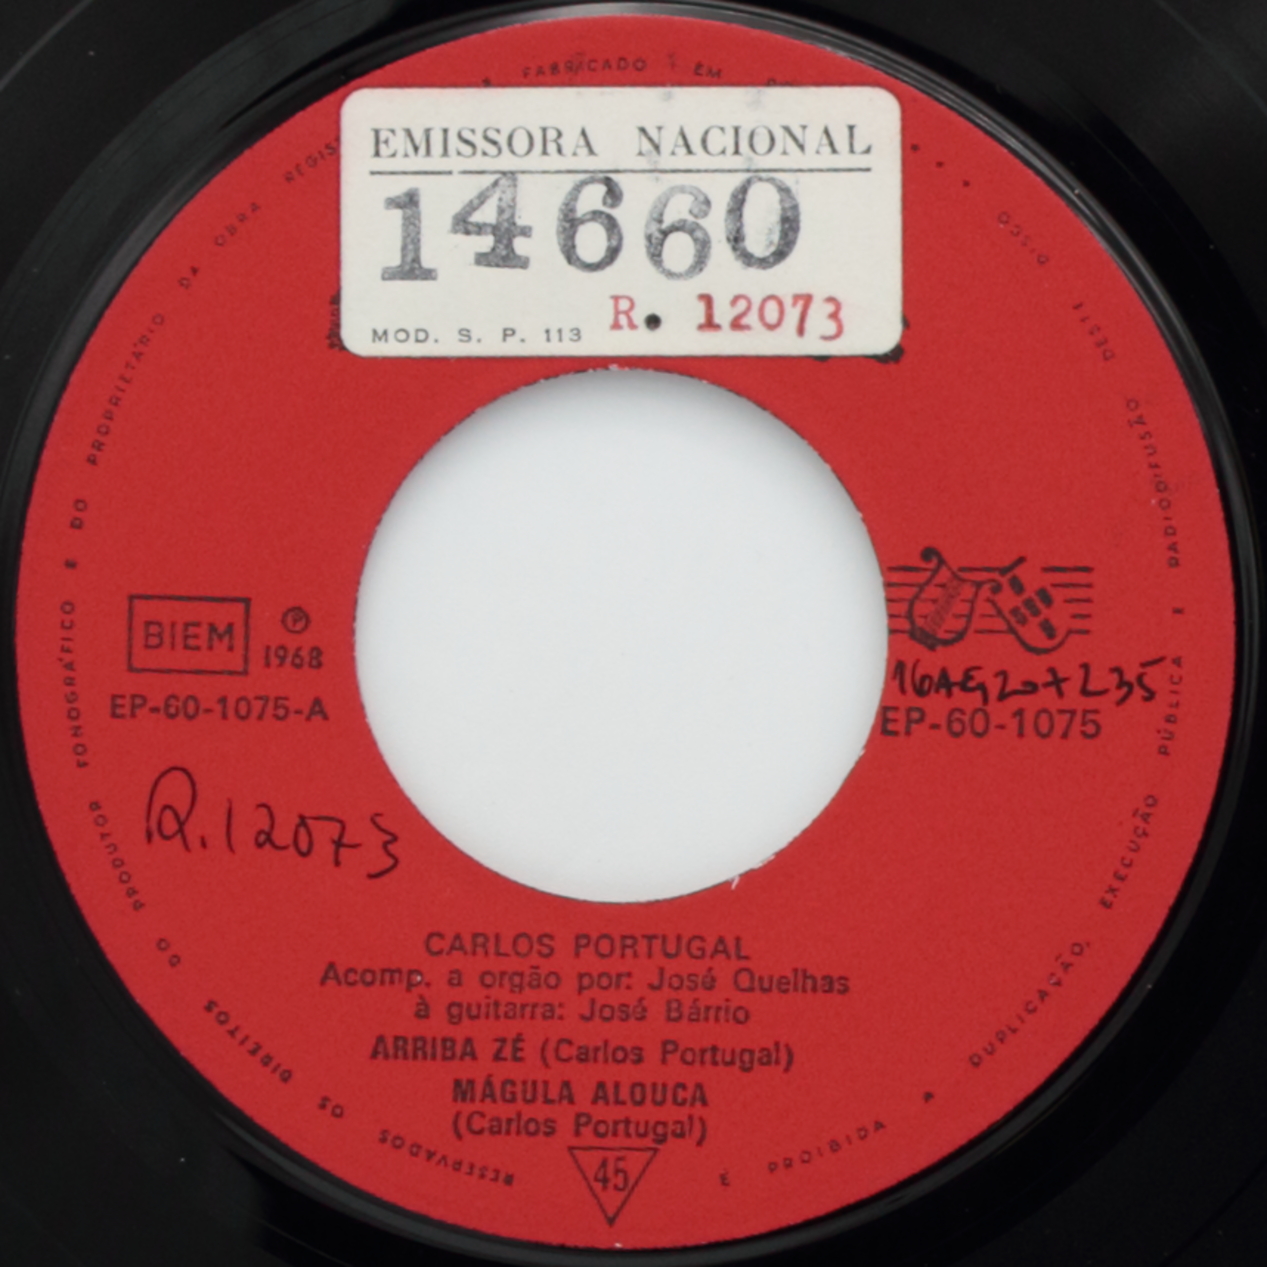 EMISSORA NACIONAL
14660
R. 12073
MOD. S. P. 113
BIEM
℗
1968
EP-60-1075-A
EP-60-1075
R.12073
CARLOS PORTUGAL
Acomp. a orgão por: José Quelhas
à guitarra: José Bárrio
ARRIBA ZÉ (Carlos Portugal)
MÁGULA ALOUCA
(Carlos Portugal)
45
FABRICADO EM
RESERVADOS OS DIREITOS DO PRODUTOR FONOGRÁFICO E DO PROPRIETÁRIO DA OBRA
É PROIBIDA A DUPLICAÇÃO, EXECUÇÃO PÚBLICA E RADIODIFUSÃO DESTE DISCO